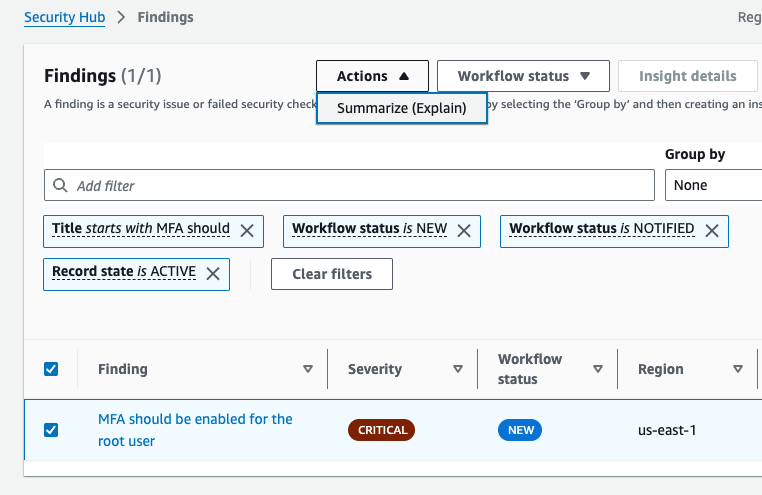 Security Hub > Findings
Reg
Findings (1/1)
Actions
Workflow status
Insight details
A finding is a security issue or failed security check
Summarize (Explain)
by selecting the ‘Group by’ and then creating an ins
Group by
Add filter
None
Title starts with MFA should
Workflow status is NEW
Workflow status is NOTIFIED
Record state is ACTIVE
Clear filters
Finding
Severity
Workflow
status
Region
MFA should be enabled for the
root user
CRITICAL
NEW
us-east-1